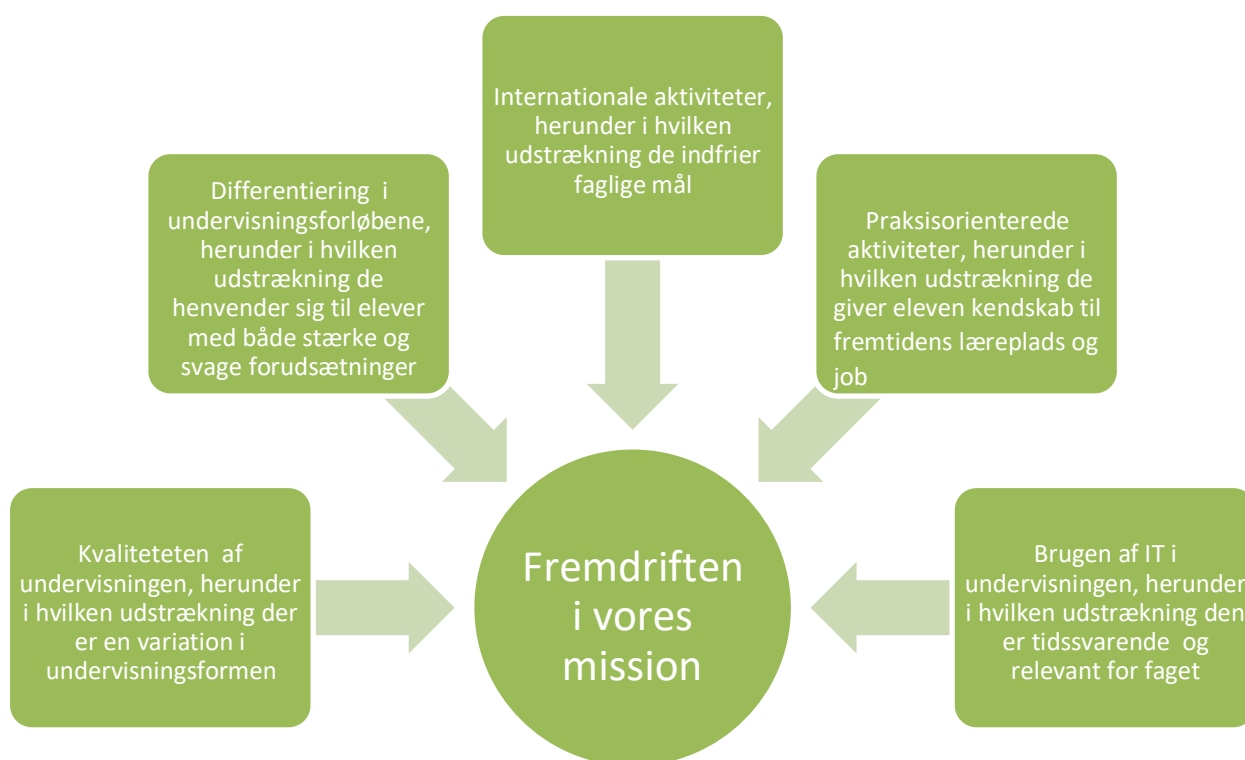 Internationale aktiviteter,
herunder i hvilken
udstrækning de indfrier
faglige mål
Differentiering i
undervisningsforløbene,
herunder i hvilken
udstrækning de
henvender sig til elever
med både stærke og
svage forudsætninger
Praksisorienterede
aktiviteter, herunder i
hvilken udstrækning de
giver eleven kendskab til
fremtidens læreplads og
job
Kvaliteteten af
undervisningen, herunder
i hvilken udstrækning der
er en variation i
undervisningsformen
Fremdriften
i vores
mission
Brugen af IT i
undervisningen, herunder
i hvilken udstrækning den
er tidssvarende og
relevant for faget